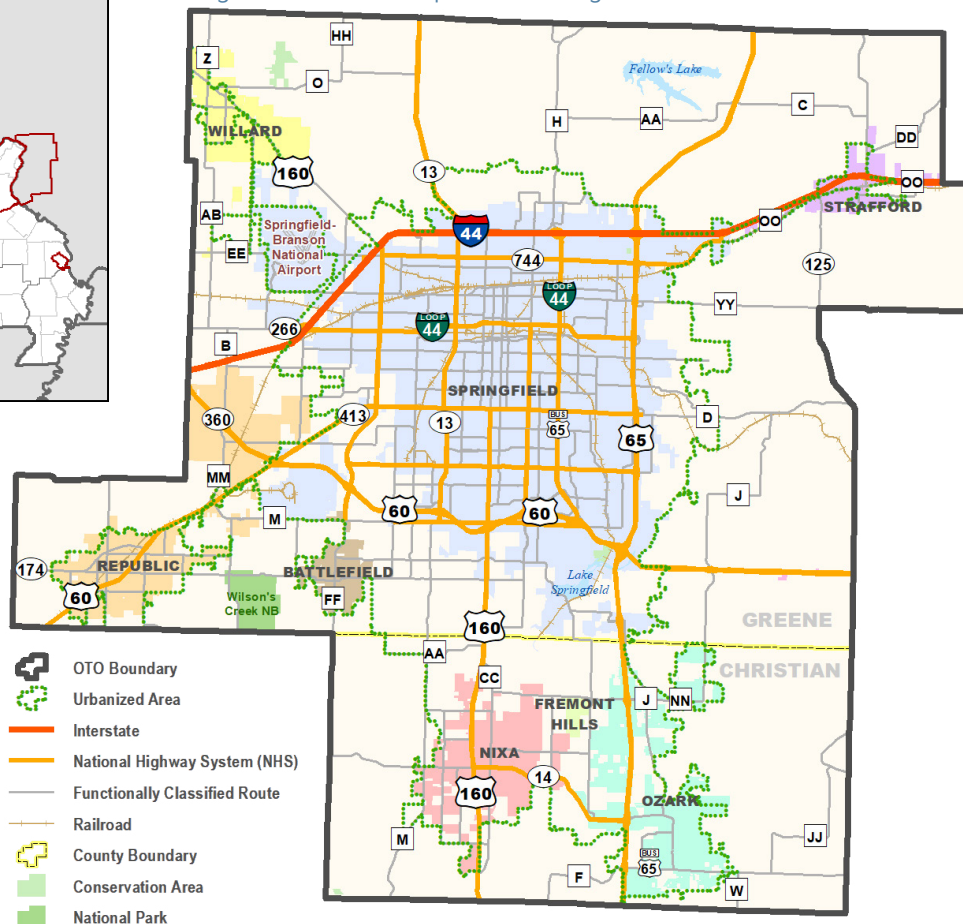 HH
Z
O
Fellow's Lake
C
H
AA
WILLARD
DD
160
13
OO
OO
STRAFFORD
AB
Springfield-
Branson
National
Airport
44
EE
744
125
LOOP
44
YY
266
LOOP
44
B
SPRINGFIELD
360
413
13
BUS
65
65
D
MM
J
60
60
M
174
REPUBLIC
BATTLEFIELD
Lake
Springfield
60
Wilson's
Creek NB
FF
GREENE
160
AA
CHRISTIAN
OTO Boundary
CC
FREMONT
HILLS
J
NN
Urbanized Area
Interstate
NIXA
National Highway System (NHS)
14
160
OZARK
Functionally Classified Route
Railroad
M
JJ
County Boundary
BUS
65
F
Conservation Area
W
National Park